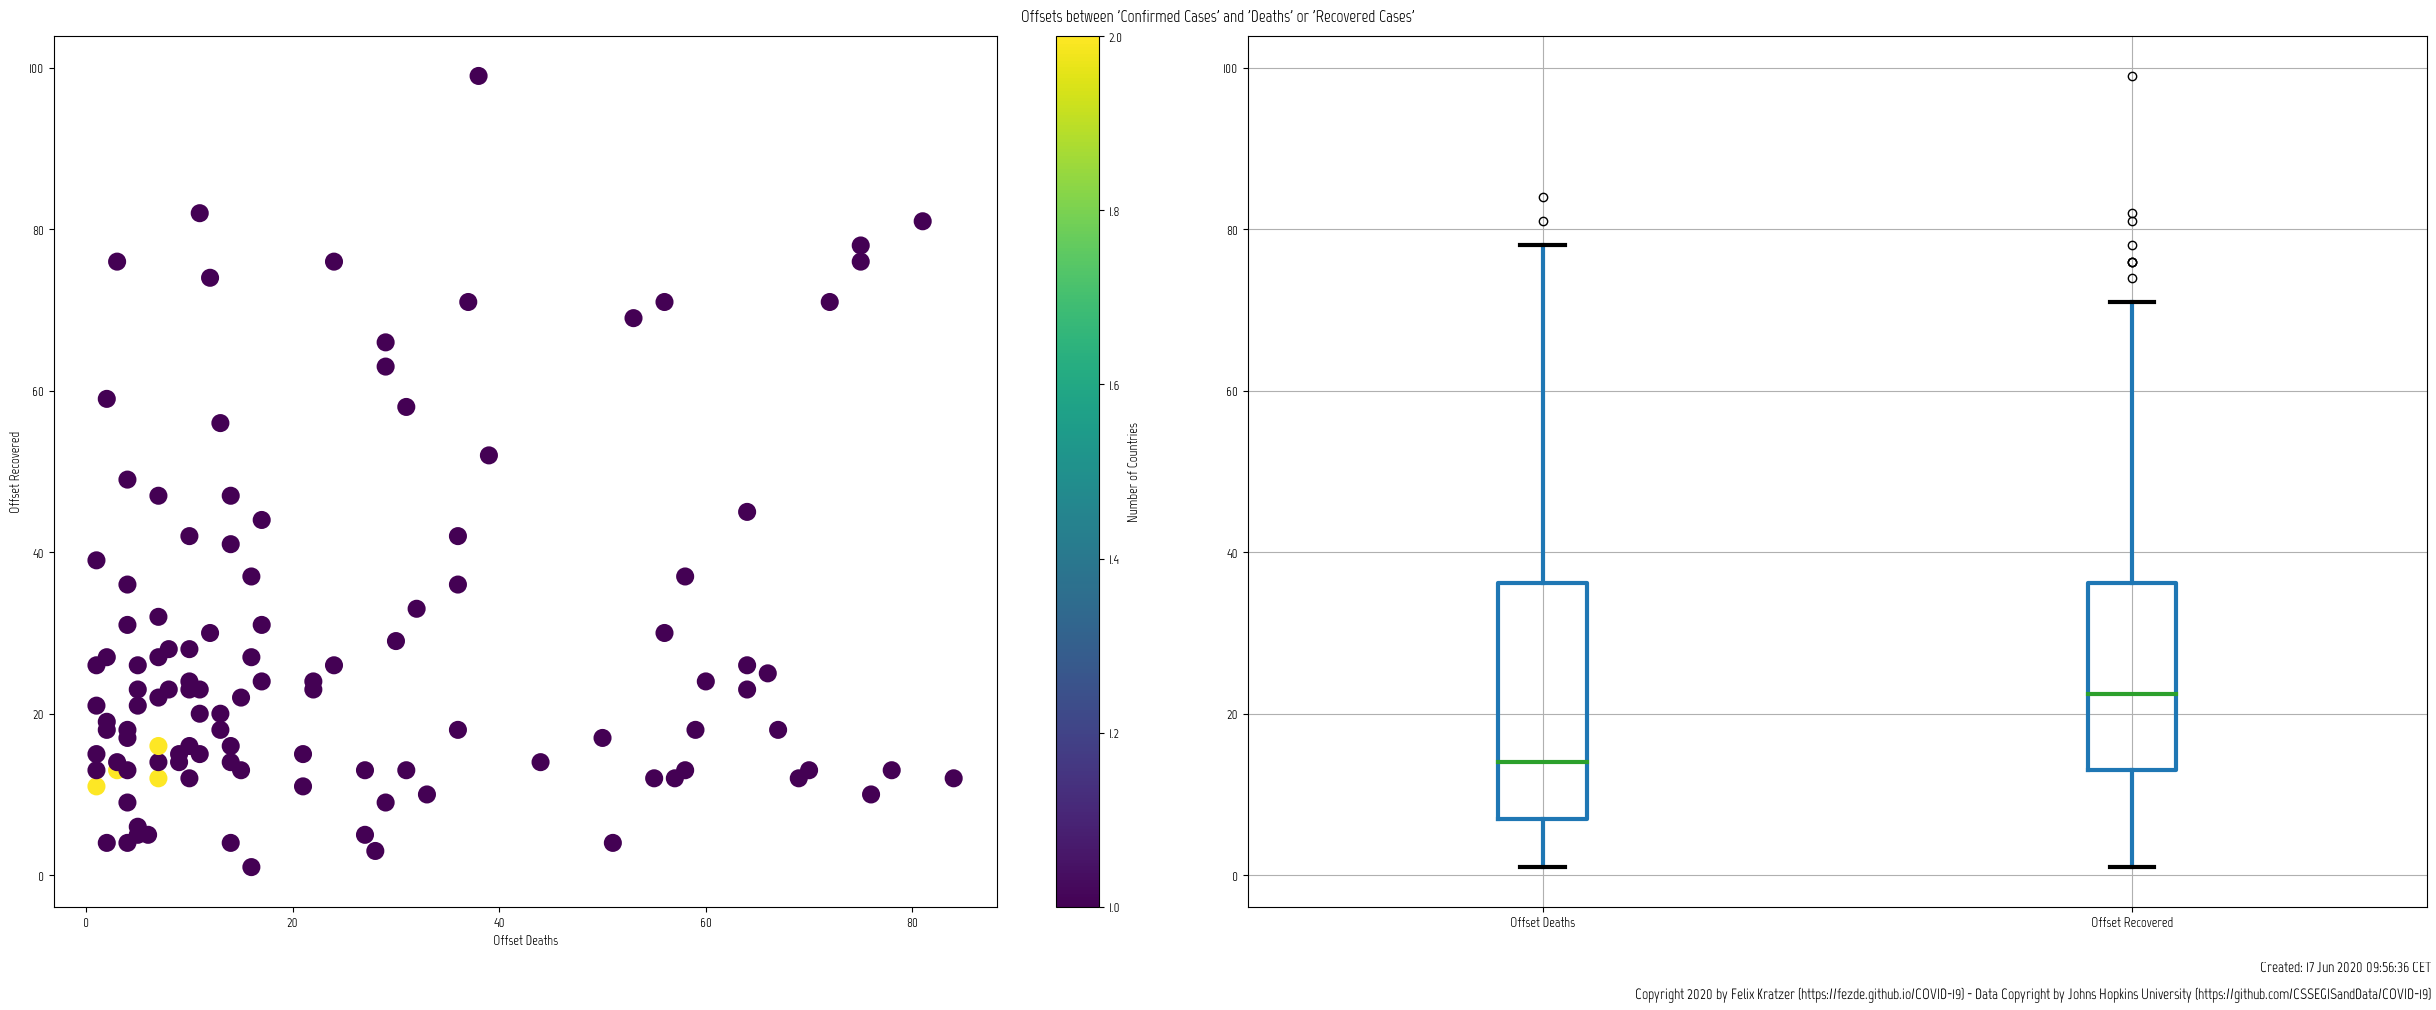 Offsets between 'Confirmed Cases' and 'Deaths' or 'Recovered Cases'
100
80
60
40
20
0
Offset Recovered
0
20
40
60
80
Offset Deaths
2.0
1.8
1.6
1.4
1.2
1.0
Number of Countries
100
80
60
40
20
0
Offset Deaths
Offset Recovered
Created: 17 Jun 2020 09:56:36 CET
Copyright 2020 by Felix Kratzer (https://fezde.github.io/COVID-19) - Data Copyright by Johns Hopkins University (https://github.com/CSSEGISandData/COVID-19)